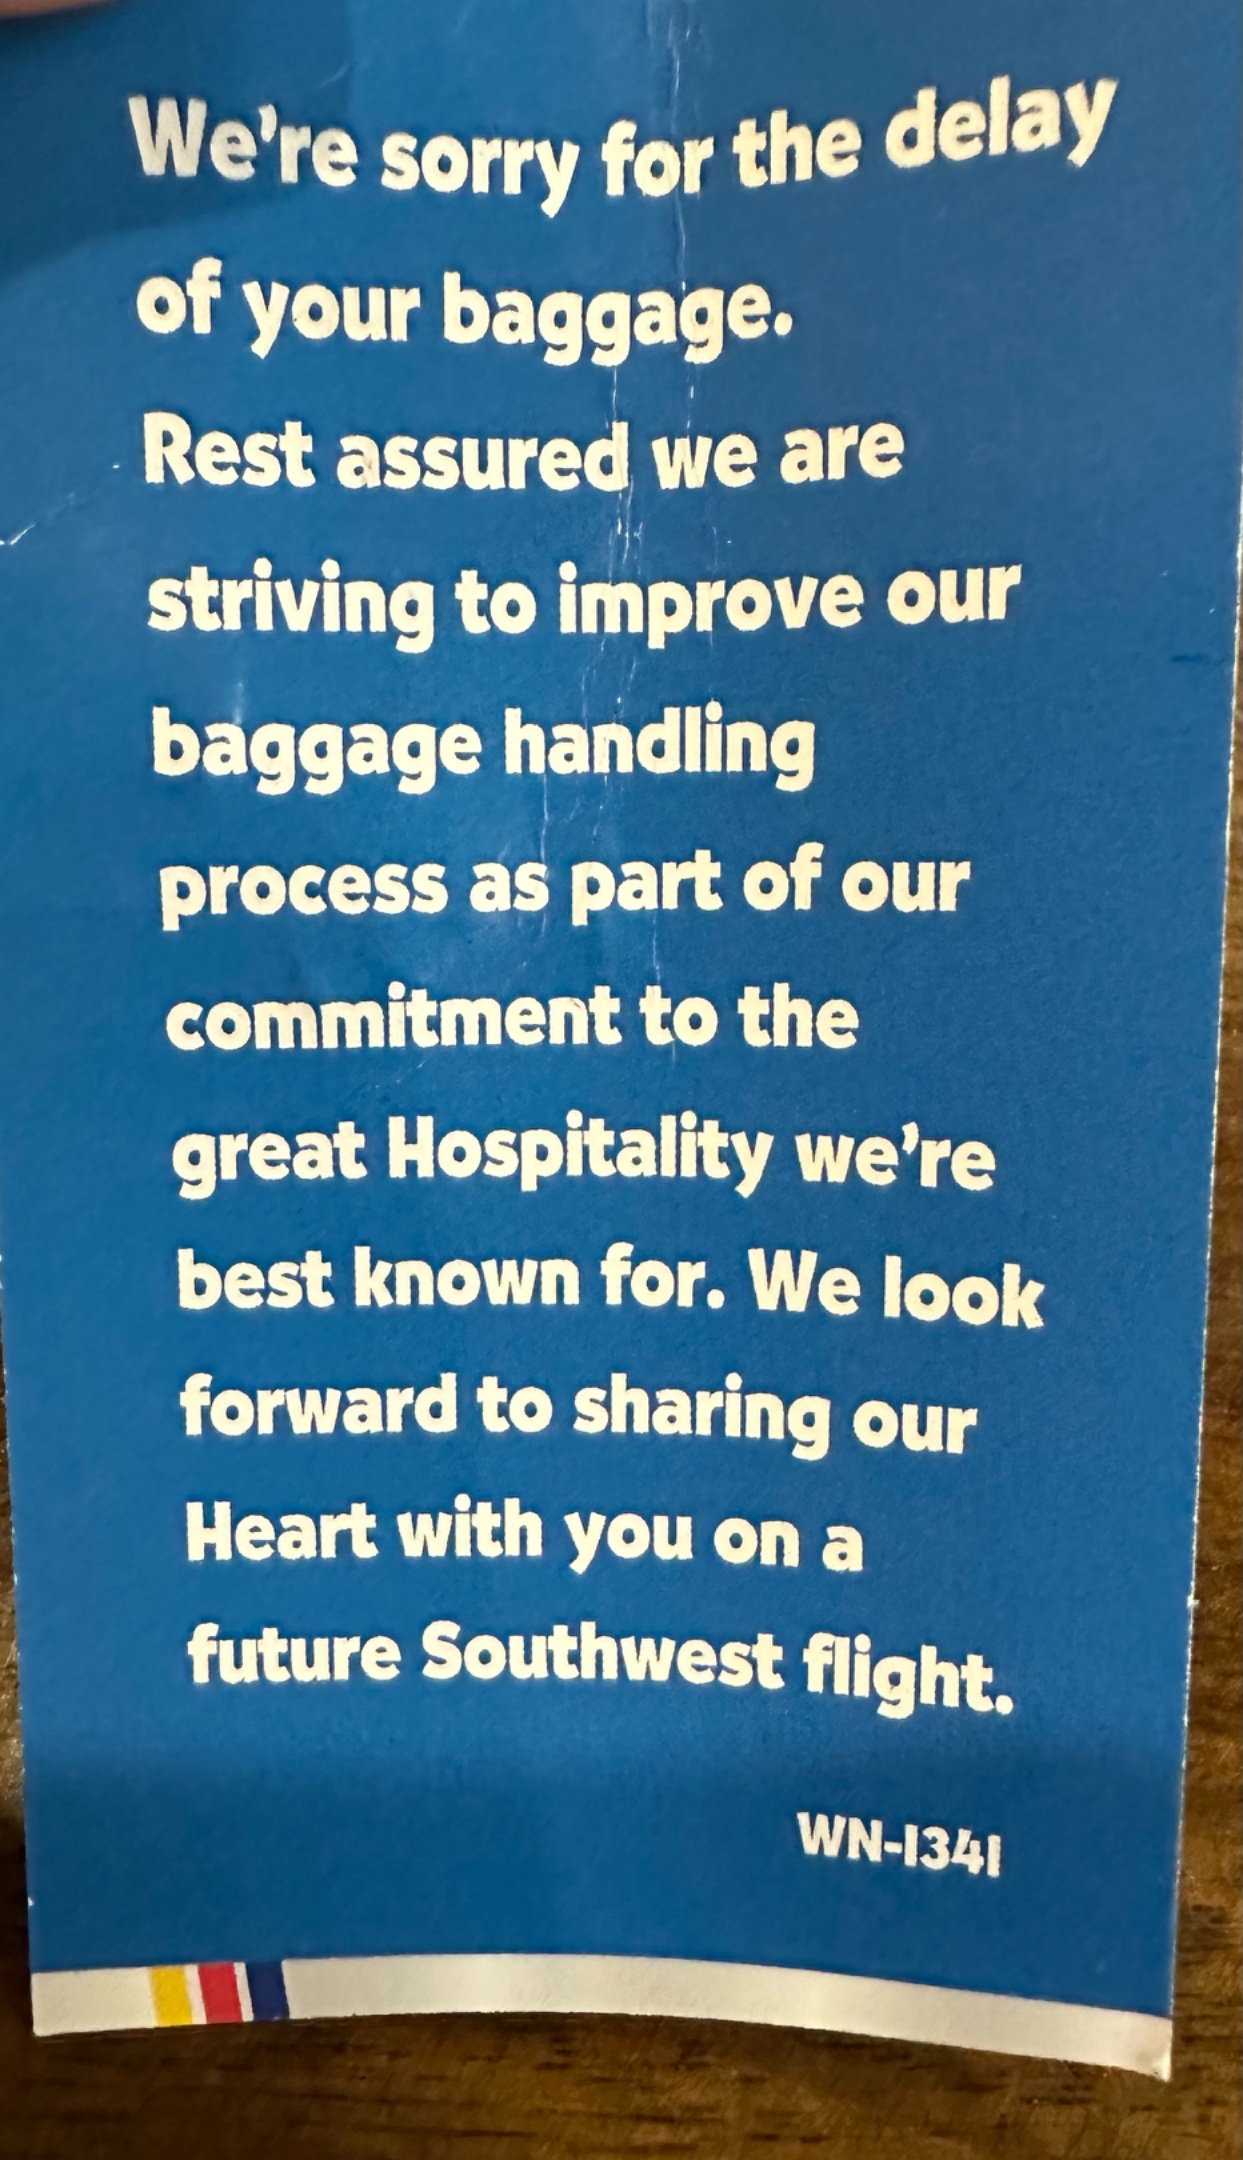 We're sorry for the delay
of your baggage.
Rest assured we are
striving to improve our
baggage handling
process as part of our
commitment to the
great Hospitality we're
best known for. We look
forward to sharing our
Heart with you on a
future Southwest flight.
WN-1341